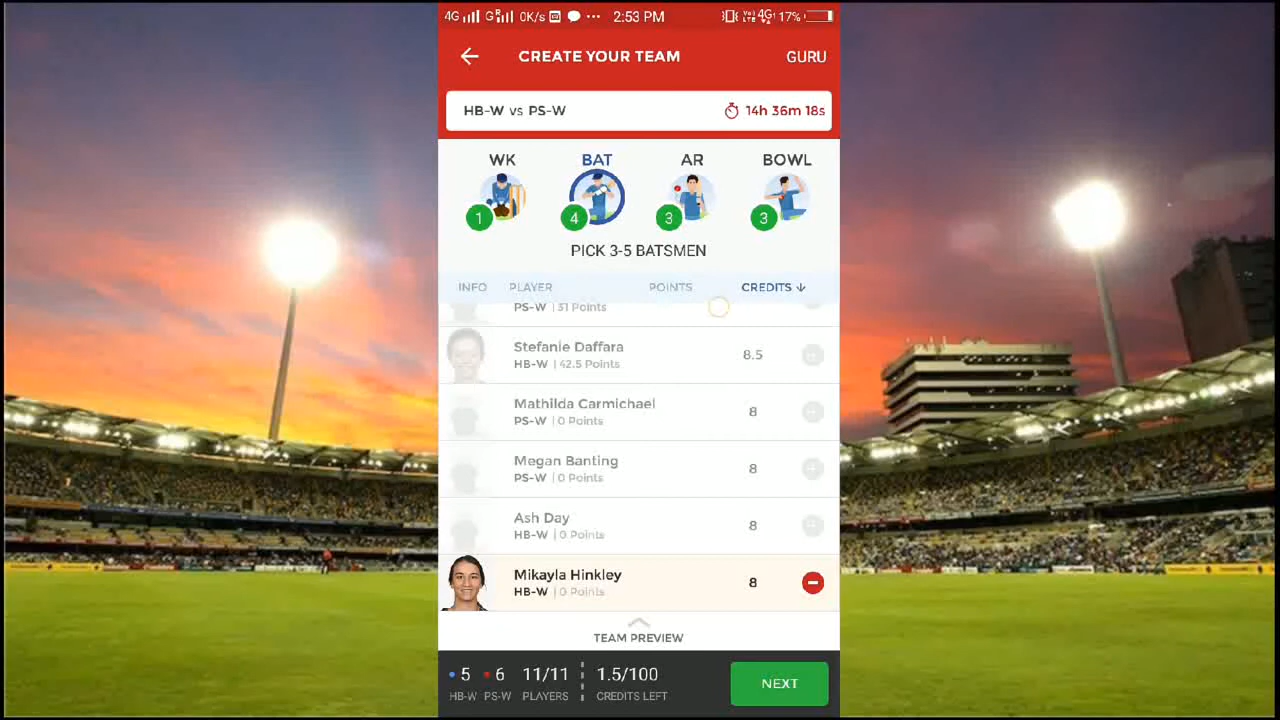 4G GR 0K/s ... 2:53 PM Vo) LTE 4G 17%
CREATE YOUR TEAM GURU
HB-W vs PS-W 14h 36m 18s
WK BAT AR BOWL
1 4 3 3
PICK 3-5 BATSMEN
INFO PLAYER POINTS CREDITS ↓
PS-W | 31 Points
Stefanie Daffara 8.5
HB-W | 42.5 Points
Mathilda Carmichael 8
PS-W | 0 Points
Megan Banting 8
PS-W | 0 Points
Ash Day 8
HB-W | 0 Points
Mikayla Hinkley 8
HB-W | 0 Points
TEAM PREVIEW
5 6 11/11 1.5/100 NEXT
HB-W PS-W PLAYERS CREDITS LEFT